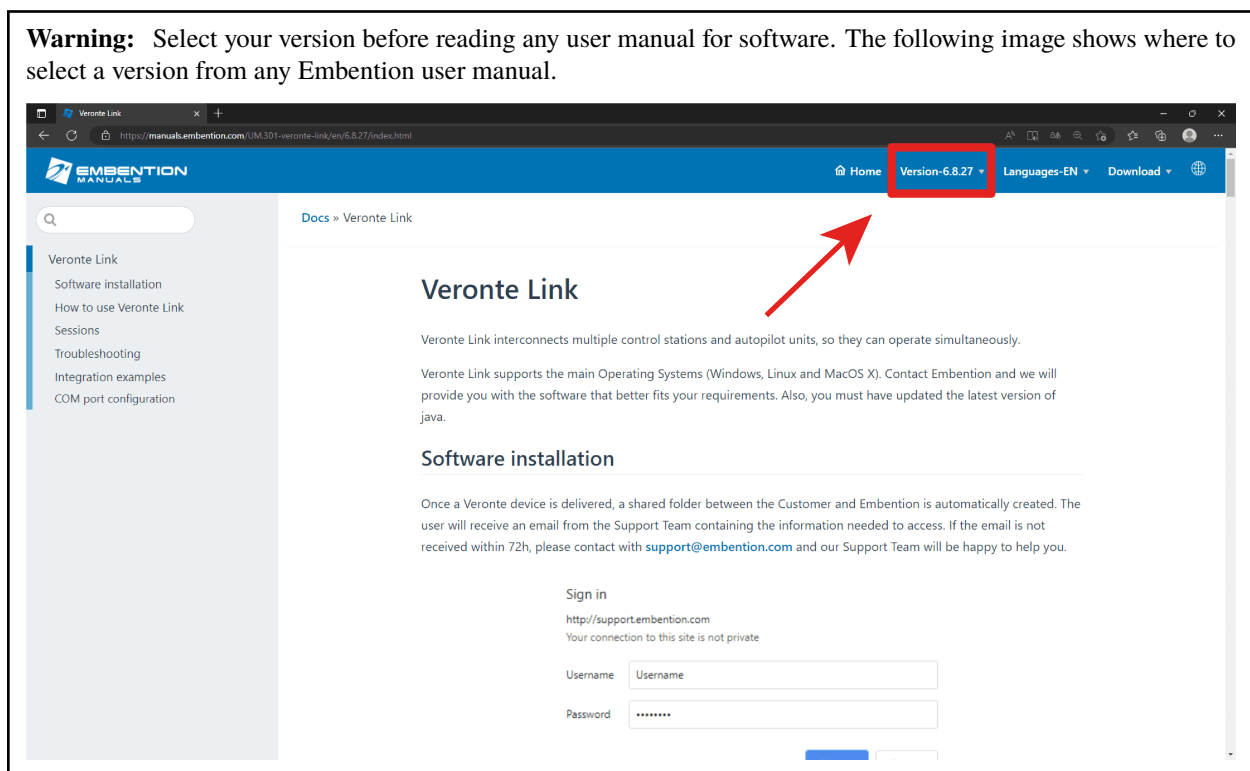 Warning: Select your version before reading any user manual for software. The following image shows where to
select a version from any Embention user manual.
Veronte Link
https://manuals.embention.com/UM.301-veronte-link/en/6.8.27/index.html
EMBENTION
MANUALS
Home Version-6.8.27 Languages-EN Download
Docs » Veronte Link
Veronte Link
Software installation
How to use Veronte Link
Sessions
Troubleshooting
Integration examples
COM port configuration
Veronte Link
Veronte Link interconnects multiple control stations and autopilot units, so they can operate simultaneously.
Veronte Link supports the main Operating Systems (Windows, Linux and MacOS X). Contact Embention and we will
provide you with the software that better fits your requirements. Also, you must have updated the latest version of
java.
Software installation
Once a Veronte device is delivered, a shared folder between the Customer and Embention is automatically created. The
user will receive an email from the Support Team containing the information needed to access. If the email is not
received within 72h, please contact with support@embention.com and our Support Team will be happy to help you.
Sign in
http://support.embention.com
Your connection to this site is not private
Username Username
Password ••••••••